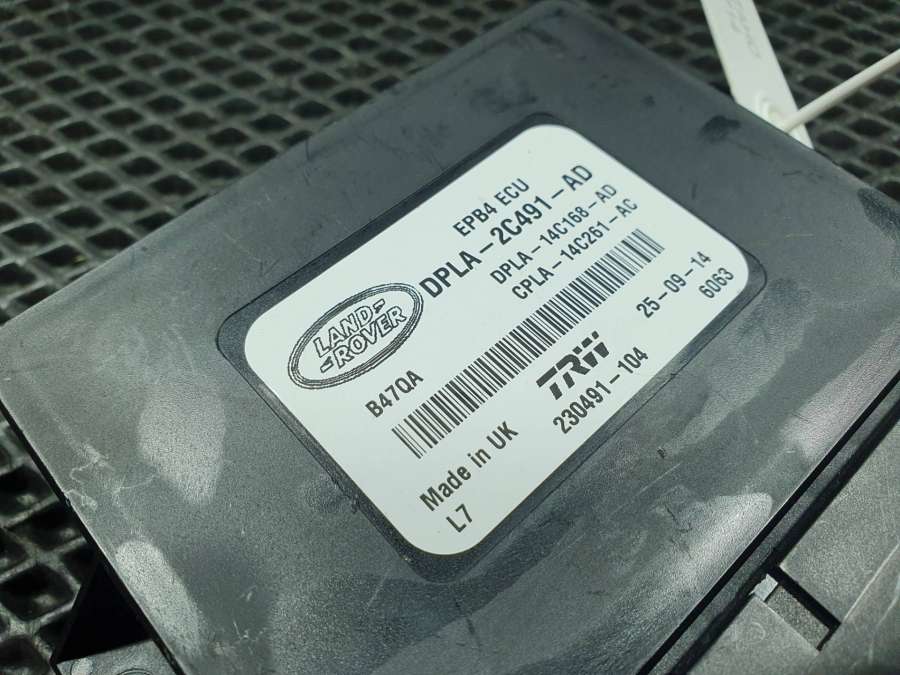 EPB4 ECU
DPLA-2C491-AD
DPLA-14C168-AD
CPLA-14C261-AC
LAND-
-ROVER
B47QA
TRW
25-09-14
6063
Made in UK
230491-104
L7